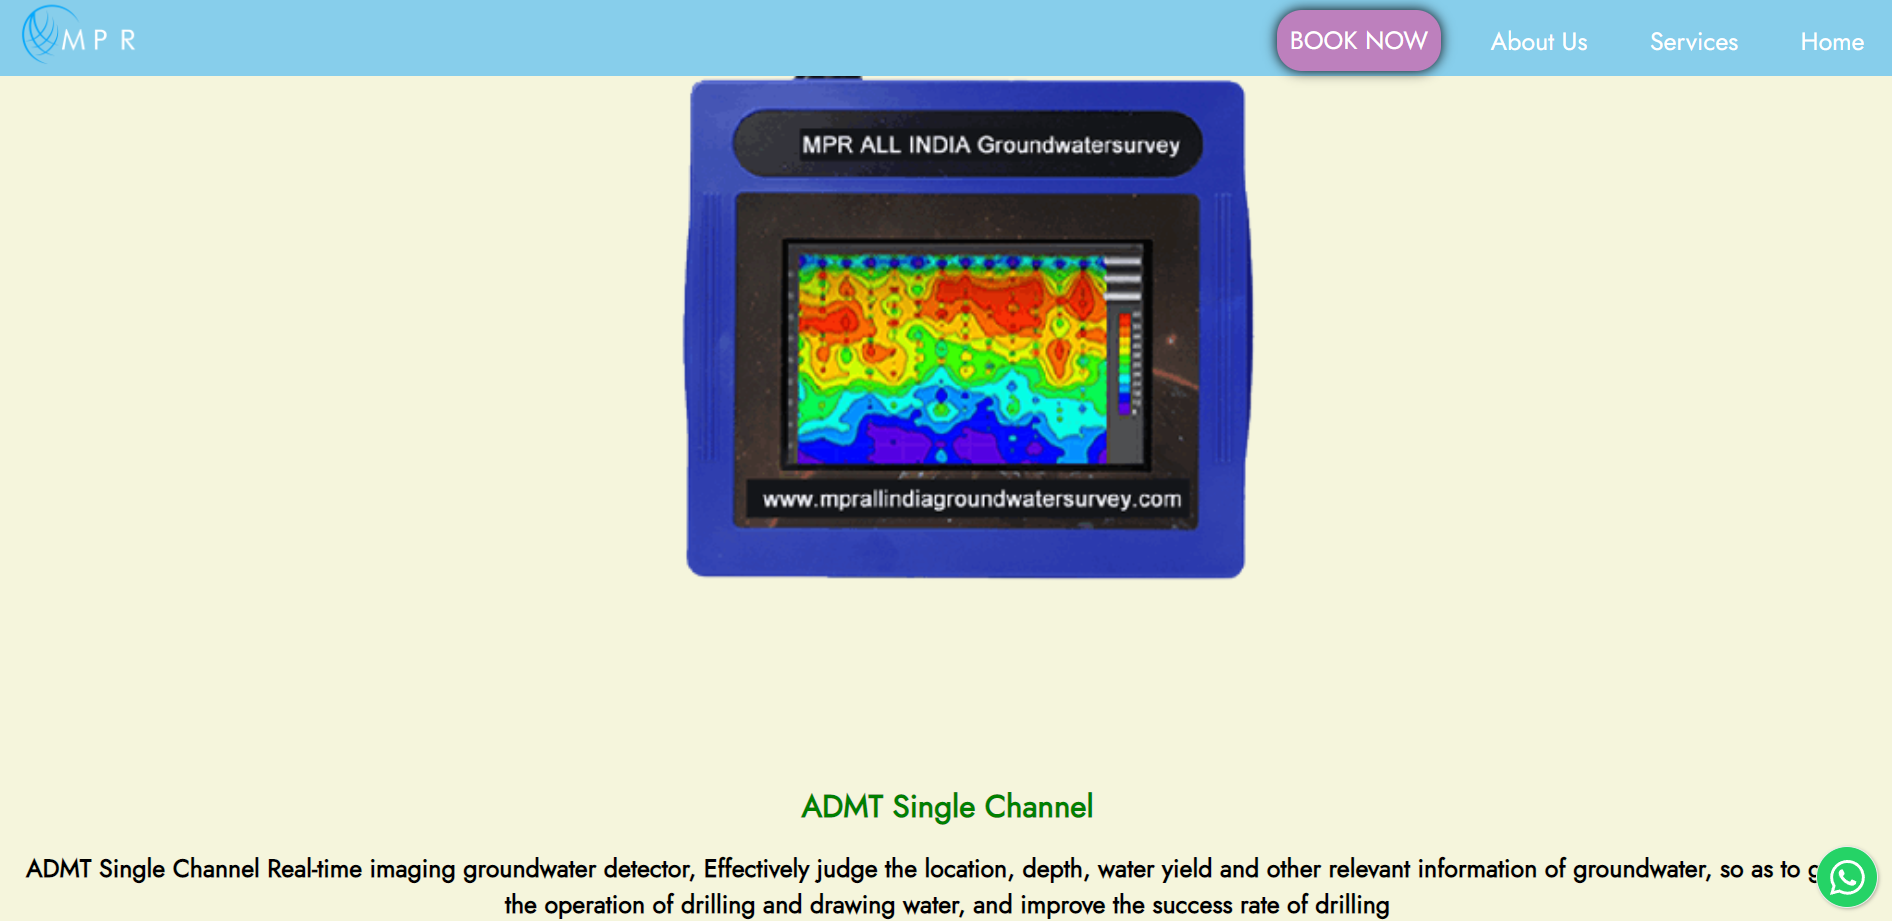 MPR
BOOK NOW
About Us
Services
Home
MPR ALL INDIA Groundwatersurvey
www.mprallindiagroundwatersurvey.com
ADMT Single Channel
ADMT Single Channel Real-time imaging groundwater detector, Effectively judge the location, depth, water yield and other relevant information of groundwater, so as to
the operation of drilling and drawing water, and improve the success rate of drilling